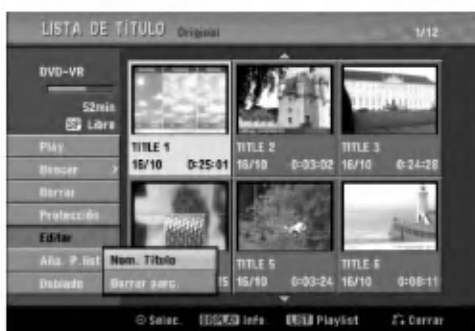 LISTA DE TÍTULO Original 1/12
DVD-VR
52min
SP Libre
Play
Buscar
Borrar
Protección
Editar
Aña. P.list
Doblado
Nom. Título
Borrar parc.
TITLE 1
16/10 0:25:01
TITLE 2
16/10 0:03:02
TITLE 3
16/10 0:24:28
TITLE 5
16/10 0:03:24
TITLE 6
16/10 0:08:11
Selec. DISPLAY Info. LIST Playlist Cerrar